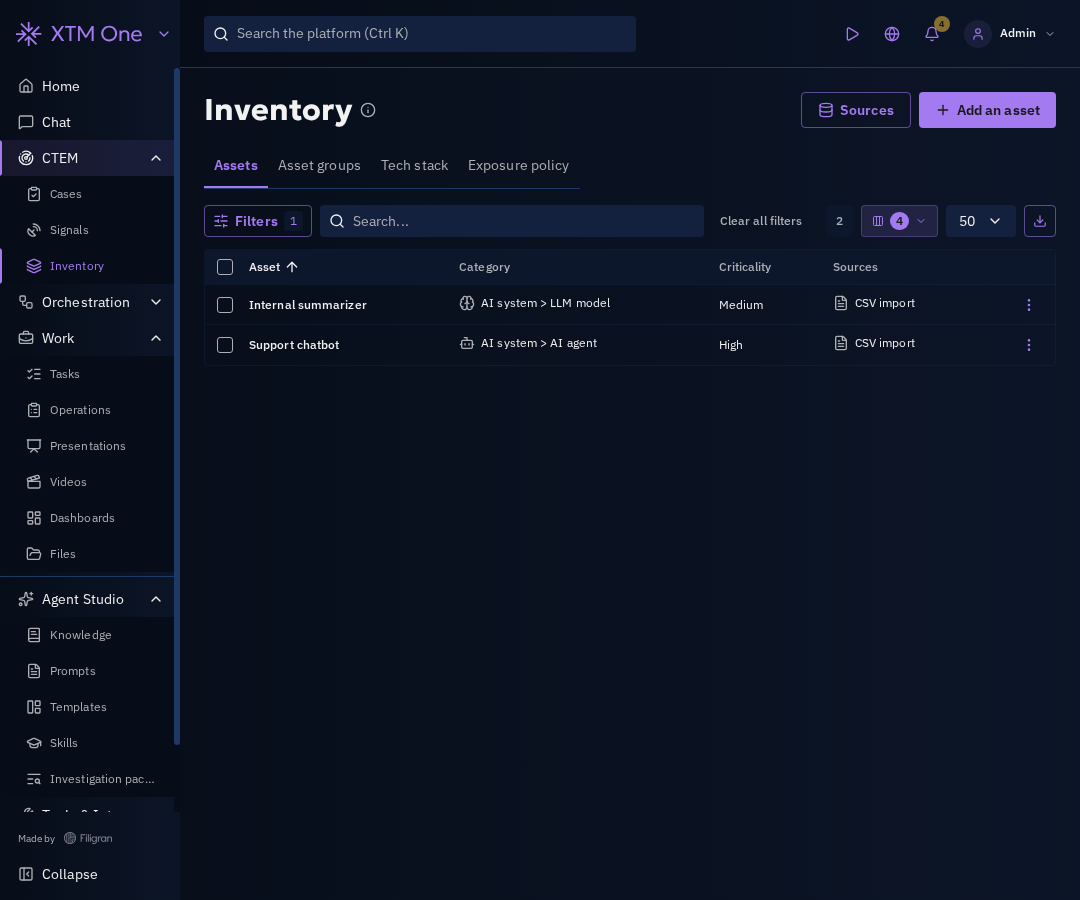 XTM One
Search the platform (Ctrl K)
4
Admin
Home
Chat
CTEM
Cases
Signals
Inventory
Orchestration
Work
Tasks
Operations
Presentations
Videos
Dashboards
Files
Agent Studio
Knowledge
Prompts
Templates
Skills
Investigation pac...
Made by Filigran
Collapse
Inventory
Sources
Add an asset
Assets Asset groups Tech stack Exposure policy
Filters 1
Search...
Clear all filters
2
4
50
Asset Category Criticality Sources
Internal summarizer AI system > LLM model Medium CSV import
Support chatbot AI system > AI agent High CSV import